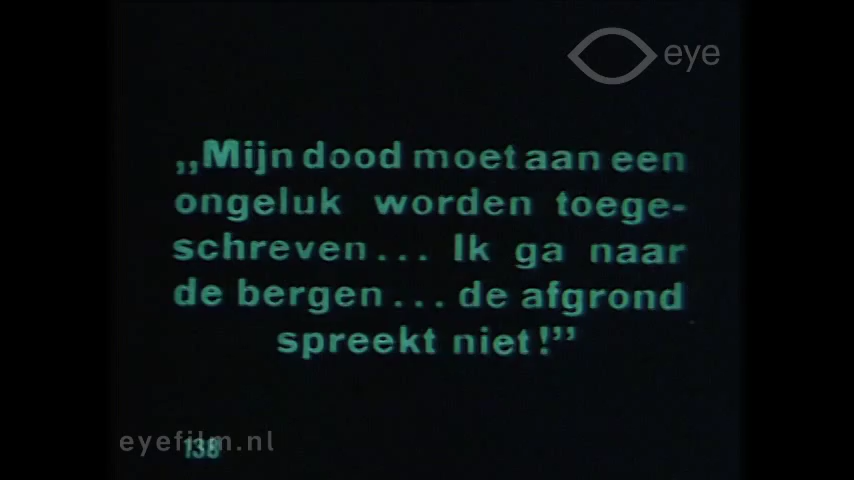 eye
„Mijn dood moet aan een
ongeluk worden toege-
schreven... Ik ga naar
de bergen... de afgrond
spreekt niet!”
eyefilm.nl
138